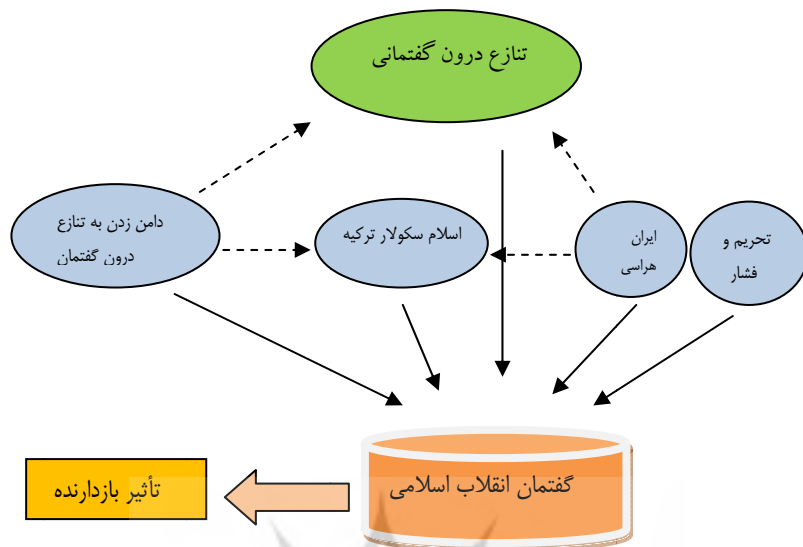 تنازع درون گفتمانی
دامن زدن به تنازع
درون گفتمان
اسلام سکولار ترکیه
ایران
هراسی
تحریم و
فشار
گفتمان انقلاب اسلامی
تأثیر بازدارنده